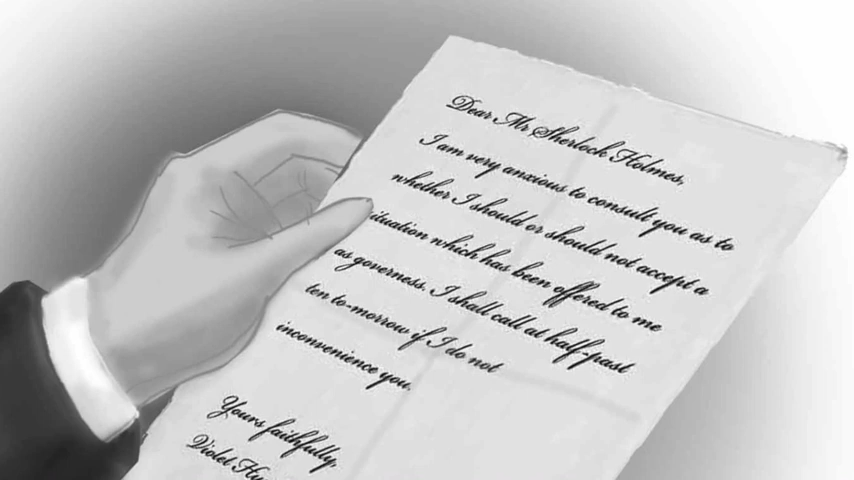 Dear Mr Sherlock Holmes,
I am very anxious to consult you as to
whether I should or should not accept a
situation which has been offered to me
as governess. I shall call at half-past
ten to-morrow if I do not
inconvenience you.
Yours faithfully,
Violet